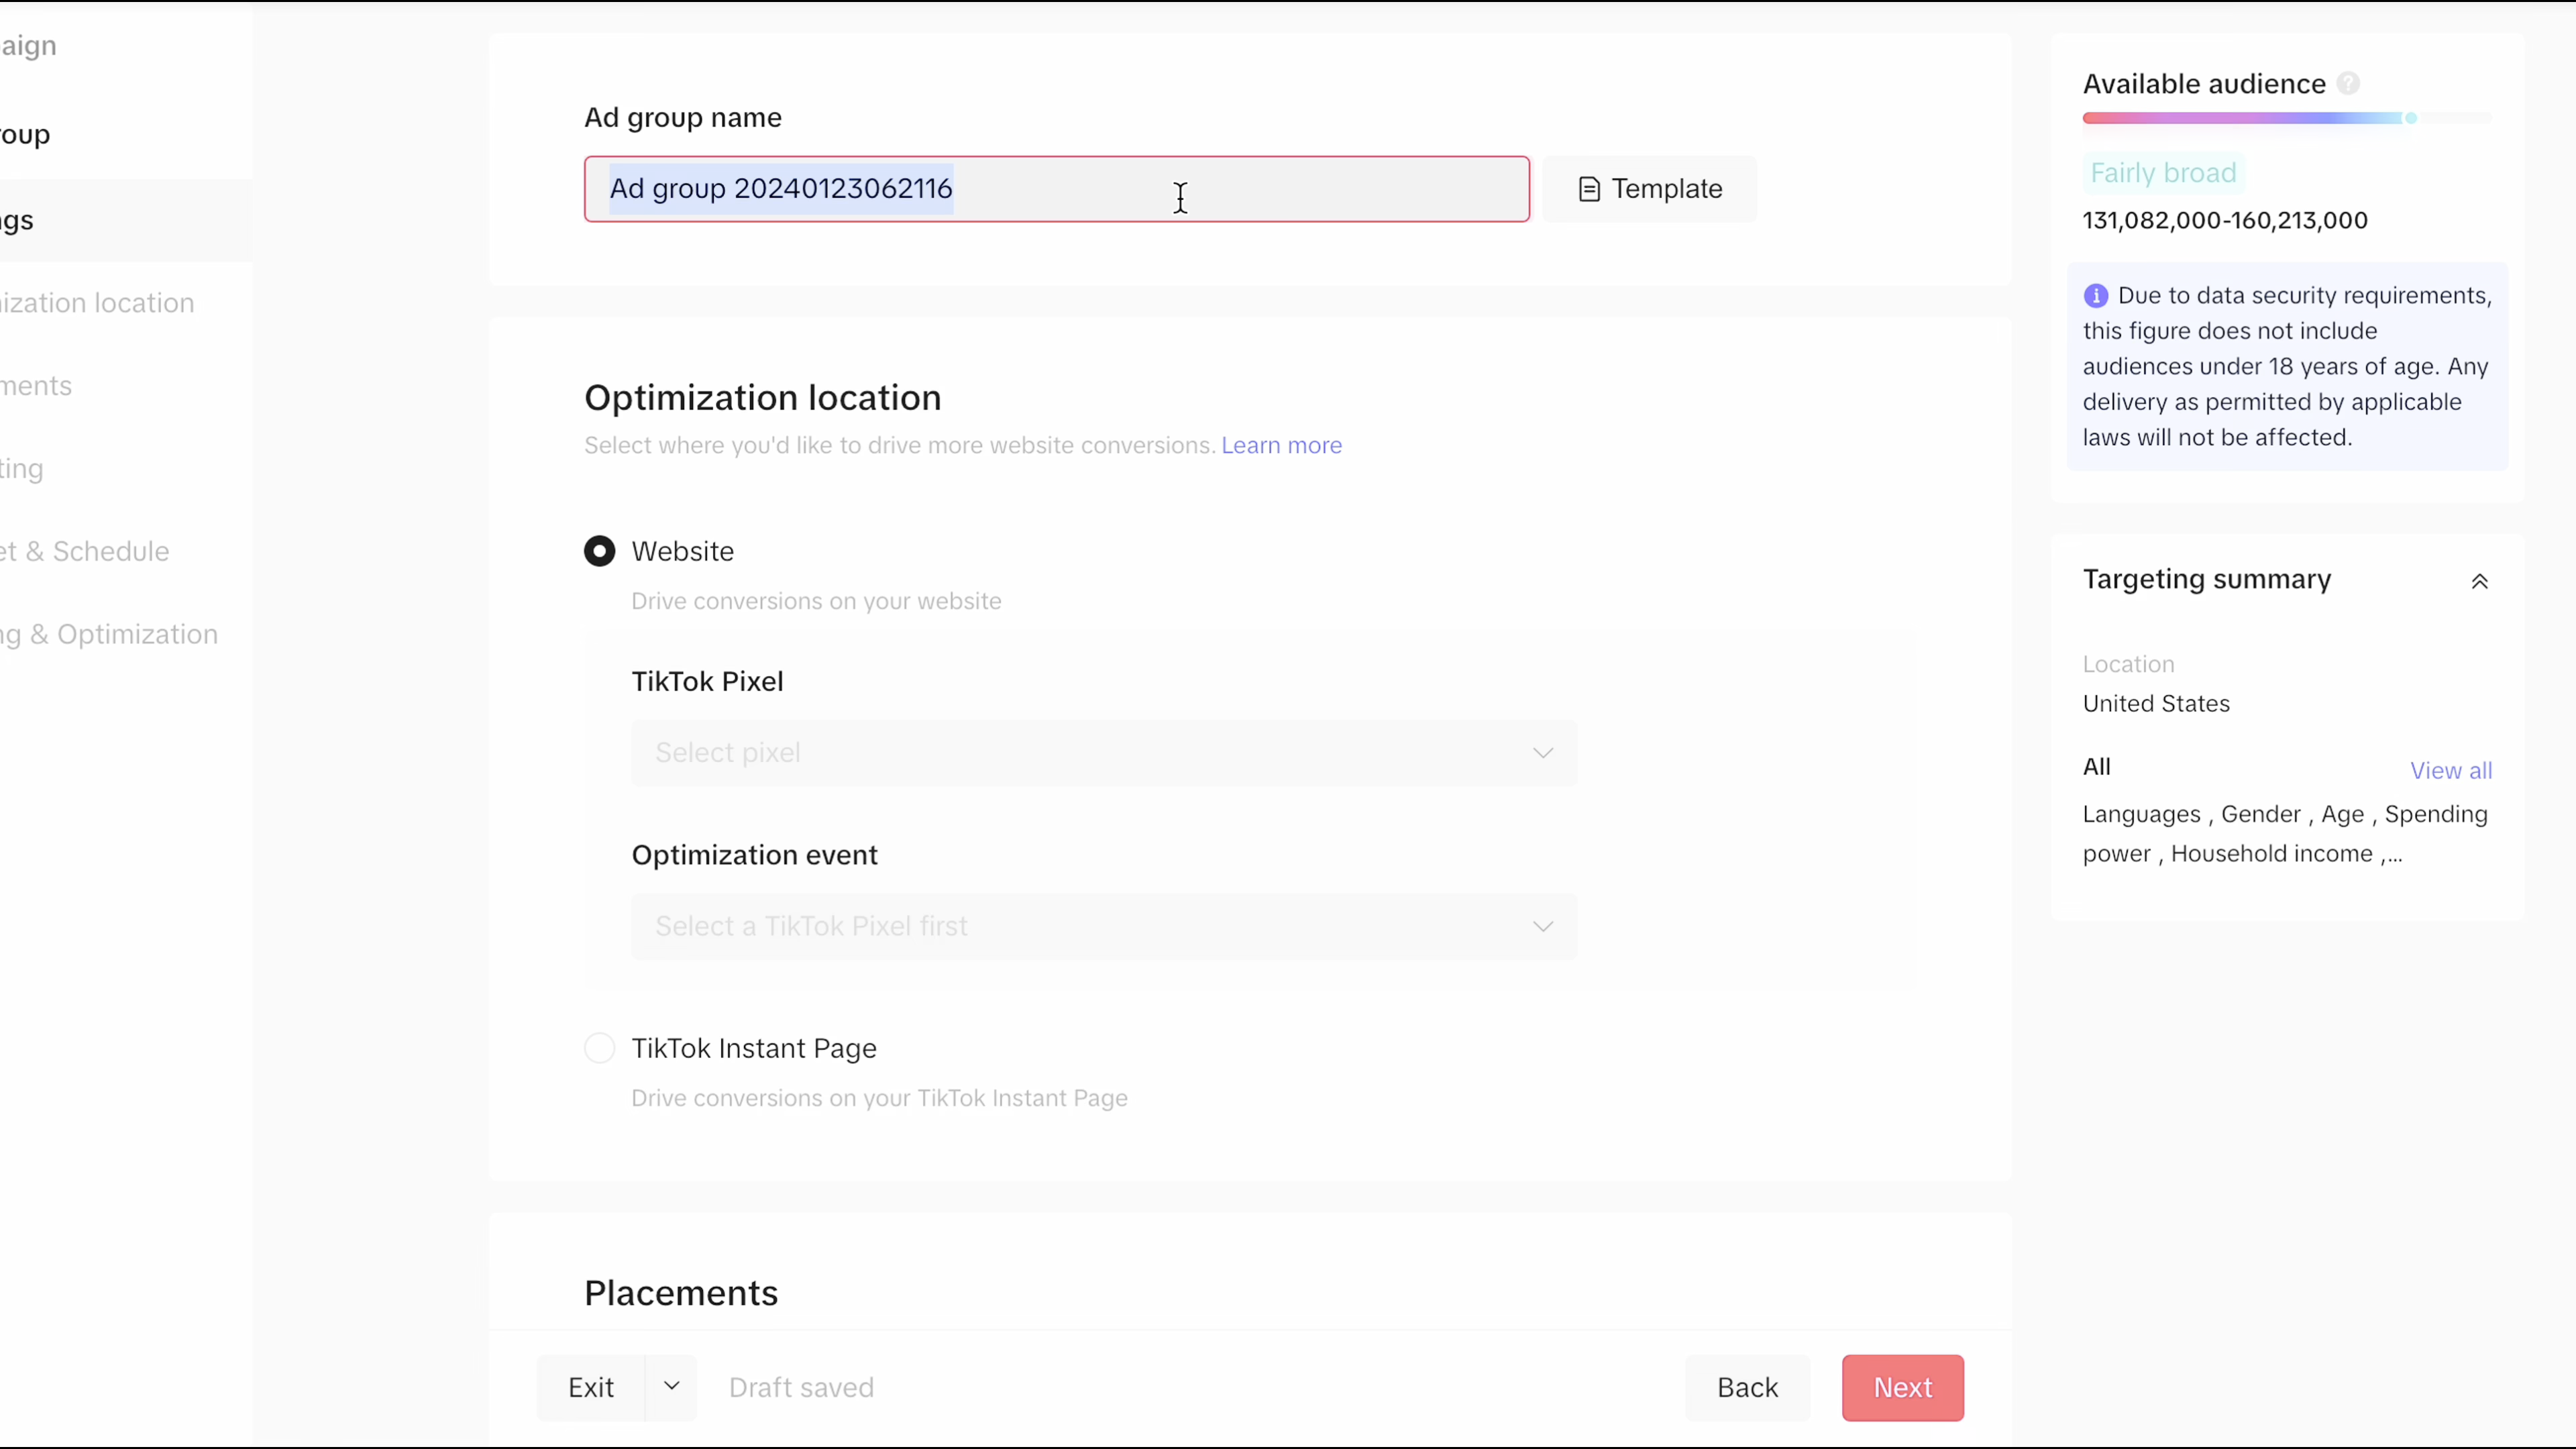 aign
oup
gs
ization location
ments
ting
et & Schedule
ng & Optimization
Ad group name
Ad group 20240123062116
Template
Optimization location
Select where you'd like to drive more website conversions. Learn more
Website
Drive conversions on your website
TikTok Pixel
Select pixel
Optimization event
Select a TikTok Pixel first
TikTok Instant Page
Drive conversions on your TikTok Instant Page
Placements
Exit
Draft saved
Back
Next
Available audience
Fairly broad
131,082,000-160,213,000
Due to data security requirements,
this figure does not include
audiences under 18 years of age. Any
delivery as permitted by applicable
laws will not be affected.
Targeting summary
Location
United States
All
View all
Languages , Gender , Age , Spending
power , Household income ,...